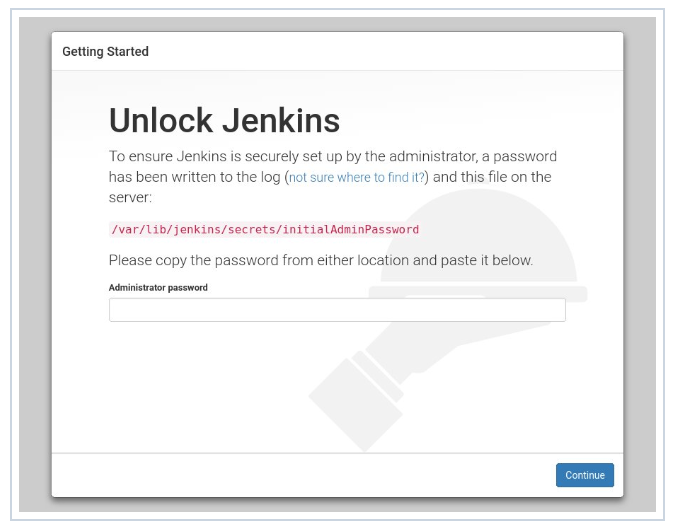 Getting Started
Unlock Jenkins
To ensure Jenkins is securely set up by the administrator, a password
has been written to the log (not sure where to find it?) and this file on the
server:
/var/lib/jenkins/secrets/initialAdminPassword
Please copy the password from either location and paste it below.
Administrator password
Continue